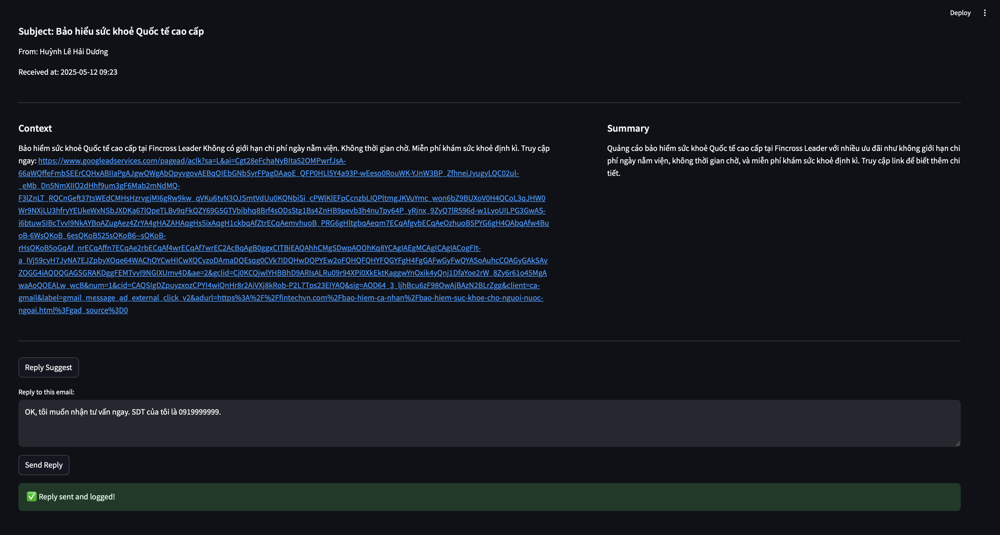 Deploy
Subject: Bảo hiểu sức khoẻ Quốc tế cao cấp
From: Huỳnh Lê Hải Dương
Received at: 2025-05-12 09:23
Context
Bảo hiểm sức khoẻ Quốc tế cao cấp tại Fincross Leader Không có giới hạn chi phí ngày nằm viện. Không thời gian chờ. Miễn phí khám sức khoẻ định kì. Truy cập
ngay: https://www.googleadservices.com/pagead/aclk?sa=L&ai=Cgt28eFchaNyBIta52OMPwrfJsA-
66aWQffeFmbSEErCQHxABIIaPgAJgwQWgAbOpyvgoyAEBqQIEbGNbSyrFPagDAaoE_QFP0HLl5Y4a93P-wEeso0RouWK-YJnW3BP_ZfhnejJyugyLQC02ul-
_eMb_Dn5NmXIIO2dHhf9um3gF6Mab2mNdMQ-
F3lZnLT_RQCnGeft37tsWEdCMHsHzrvgjMI6gRw9kw_qVKu6tvN3OJSmtVdUu0KQNbiSi_cPWlKlEFpCcnzbLIQPltmgJKVuYmc_won6bZ9BUXoV0H4QCoL3qJHW0
Wr9NXjLU3hfryYEUkeWxNSbJXDKa67lQpeTLBv9qFkQZY69G5GTVbibhq8Brf4sODsStg1Bs4ZnHB9pevb3h4nuTpy64P_yRjnx_9ZyQ7lR596d-w1LyoUILPG3GwAS-
i6btuwSIBcTvvI9NkAYBoAZugAez4ZrYA4gHAZAHAqgHs5ixAqgH1ckbqAfZtrECqAemvhuoB_PRG6gHltgbqAeqm7ECqAfgvbECqAeOzhuoB5PYG6gH4OAbqAfw4Bu
oB-6WsQKoB_6esQKoB525sQKoB6--sQKoB-
rHsQKoB5oGqAf_nrECqAffn7ECqAe2rbECqAf4wrECqAf7wrEC2AcBqAgB0ggxCITBiEAQAhhCMgSDwpAOOhKq8YCAgIAEgMCAgICAgIACogFIt-
a_IVj59cyH7JyNA7EJZpbyXOqe64WAChOYCwHICwXQCyzoDAmaDQEsqg0CVk7IDQHwDQPYEw2oFQHQFQHYFQGYFgH4FgGAFwGyFwQYASoAuhcCOAGyGAkSAv
ZOGG4iAQDQGAGSGRAKDggFEMTvvI9NGIXUmv4D&ae=2&gclid=Cj0KCQjwlYHBBhD9ARIsALRu09r94XPi0XkEktKaggwYnOxik4yQnj1DfaYoe2rW_8Zy6r61o45MgA
waAoQOEALw_wcB&num=1&cid=CAQSIgDZpuyzxozCPYI4wiQnHr8r2AiVXj8kRob-P2L7Tps23EIYAQ&sig=AOD64_3_ljhBcu6zF98OwAjBAzN2BLrZgg&client=ca-
gmail&label=gmail_message_ad_external_click_v2&adurl=https%3A%2F%2Ffintechvn.com%2Fbao-hiem-ca-nhan%2Fbao-hiem-suc-khoe-cho-nguoi-nuoc-
ngoai.html%3Fgad_source%3D0
Summary
Quảng cáo bảo hiểm sức khoẻ Quốc tế cao cấp tại Fincross Leader với nhiều ưu đãi như không giới hạn chi
phí ngày nằm viện, không thời gian chờ, và miễn phí khám sức khoẻ định kì. Truy cập link để biết thêm chi
tiết.
Reply Suggest
Reply to this email:
OK, tôi muốn nhận tư vấn ngay. SDT của tôi là 0919999999.
Send Reply
✅ Reply sent and logged!